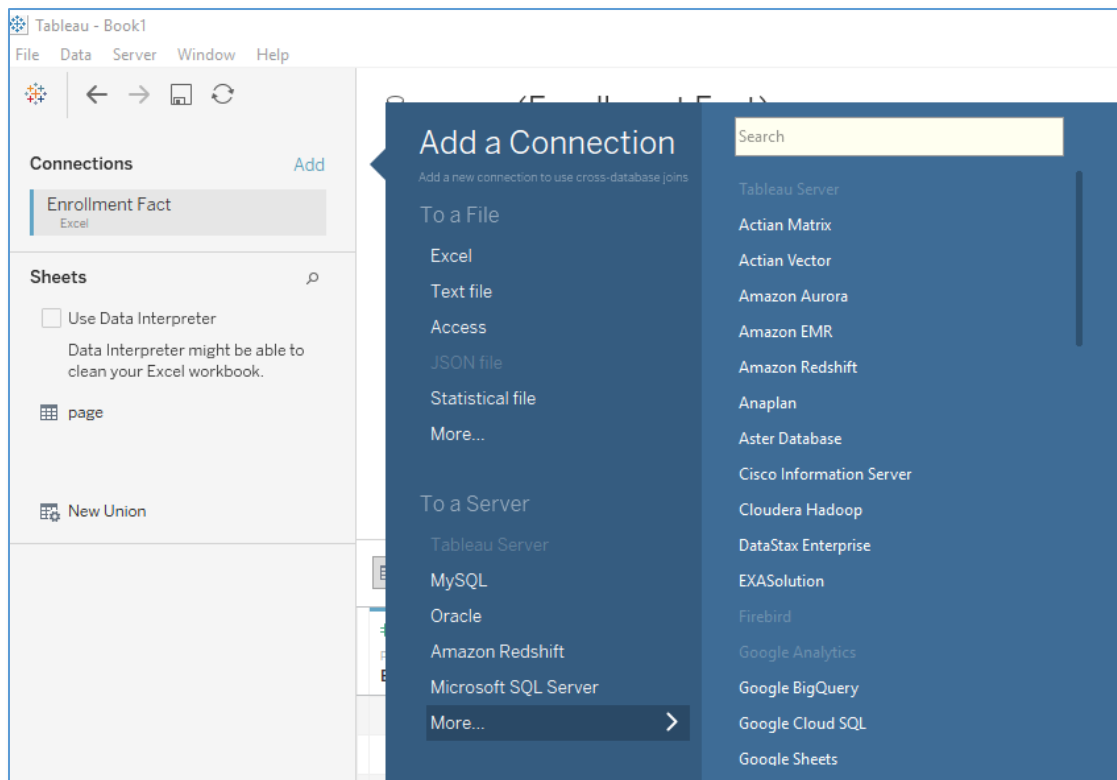 Tableau - Book1
File Data Server Window Help
Connections Add
Enrollment Fact
Excel
Sheets
Use Data Interpreter
Data Interpreter might be able to
clean your Excel workbook.
page
New Union
Add a Connection
Add a new connection to use cross-database joins
To a File
Excel
Text file
Access
JSON file
Statistical file
More...
To a Server
Tableau Server
MySQL
Oracle
Amazon Redshift
Microsoft SQL Server
More...
Search
Tableau Server
Actian Matrix
Actian Vector
Amazon Aurora
Amazon EMR
Amazon Redshift
Anaplan
Aster Database
Cisco Information Server
Cloudera Hadoop
DataStax Enterprise
EXASolution
Firebird
Google Analytics
Google BigQuery
Google Cloud SQL
Google Sheets